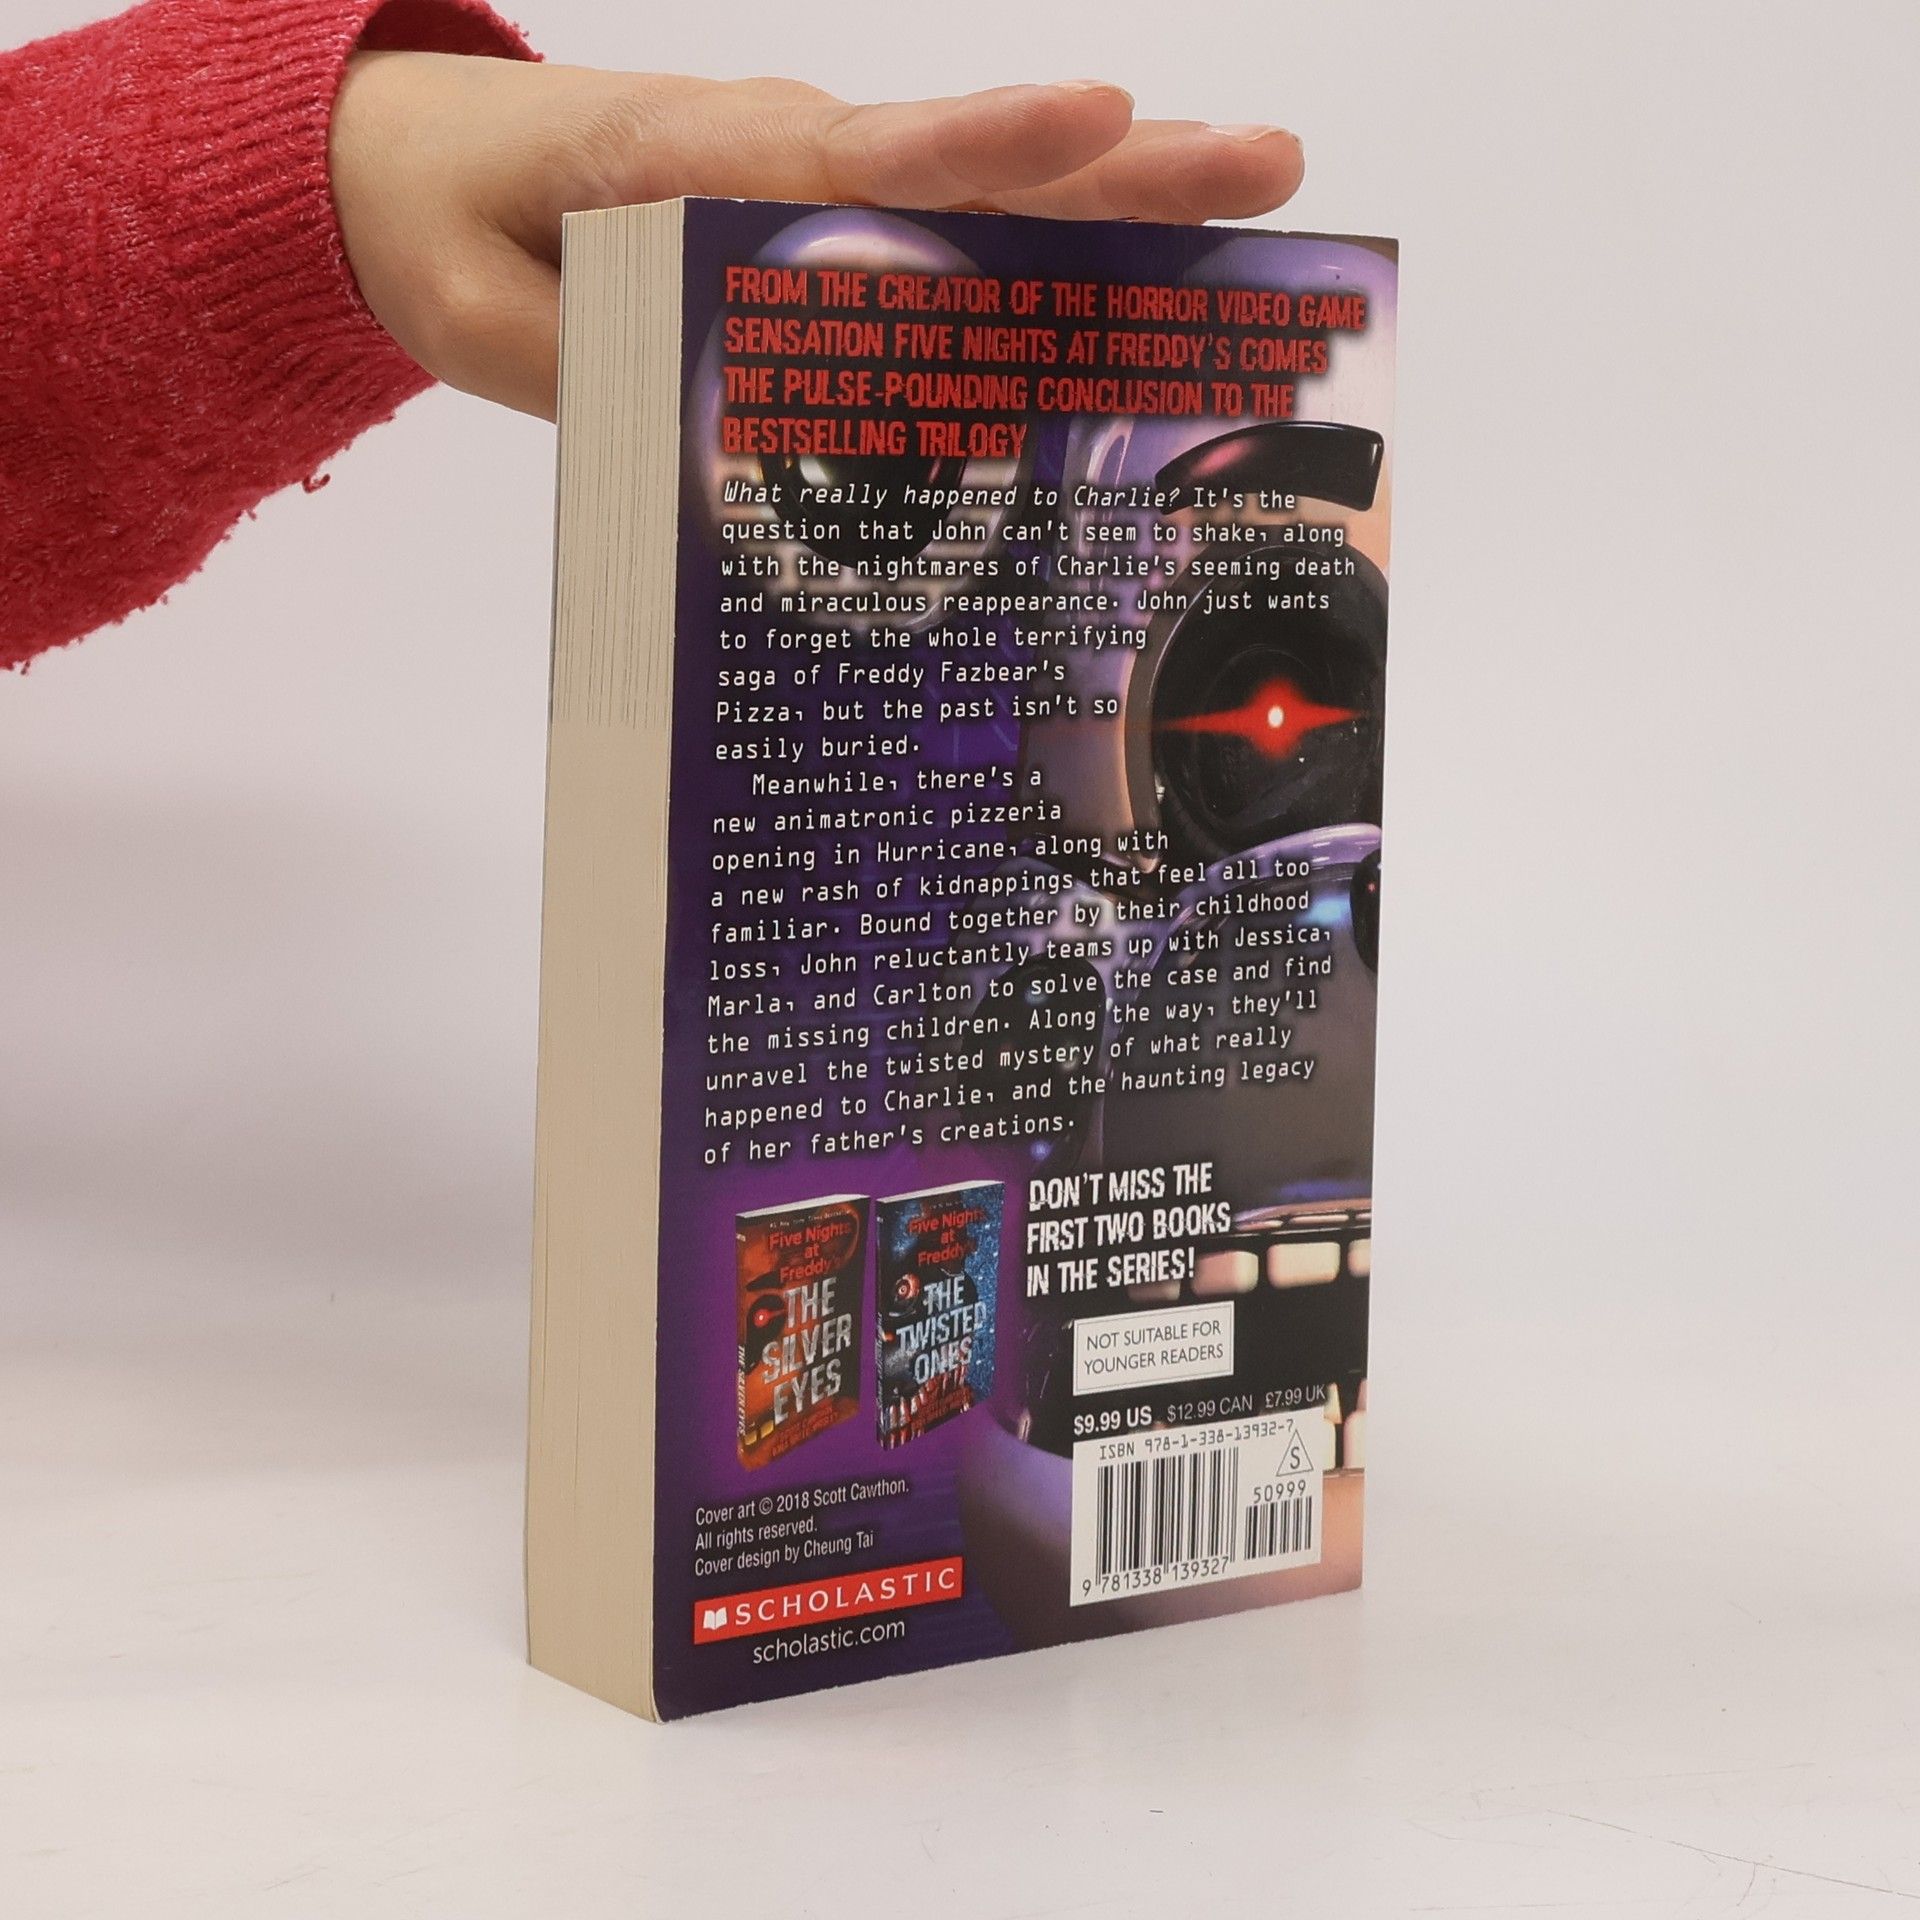 FROM THE CREATOR OF THE HORROR VIDEO GAME
SENSATION FIVE NIGHTS AT FREDDY'S COMES
THE PULSE-POUNDING CONCLUSION TO THE
BESTSELLING TRILOGY
What really happened to Charlie? It's the
question that John can't seem to shake, along
with the nightmares of Charlie's seeming death
and miraculous reappearance. John just wants
to forget the whole terrifying
saga of Freddy Fazbear's
Pizza, but the past isn't so
easily buried.
Meanwhile, there's a
new animatronic pizzeria
opening in Hurricane, along with
a new rash of kidnappings that feel all too
familiar. Bound together by their childhood
loss, John reluctantly teams up with Jessica,
Marla, and Carlton to solve the case and find
the missing children. Along the way, they'll
unravel the twisted mystery of what really
happened to Charlie, and the haunting legacy
of her father's creations.
Five Nights
at
Freddy's
THE
SILVER
EYES
THE SILVER EYES
Five Nights
at
Freddy's
THE
TWISTED
ONES
DON'T MISS THE
FIRST TWO BOOKS
IN THE SERIES!
NOT SUITABLE FOR
YOUNGER READERS
$9.99 US $12.99 CAN £7.99 UK
ISBN 978-1-338-13932-7
S
50999
9 781338 139327
Cover art © 2018 Scott Cawthon.
All rights reserved.
Cover design by Cheung Tai
SCHOLASTIC
scholastic.com